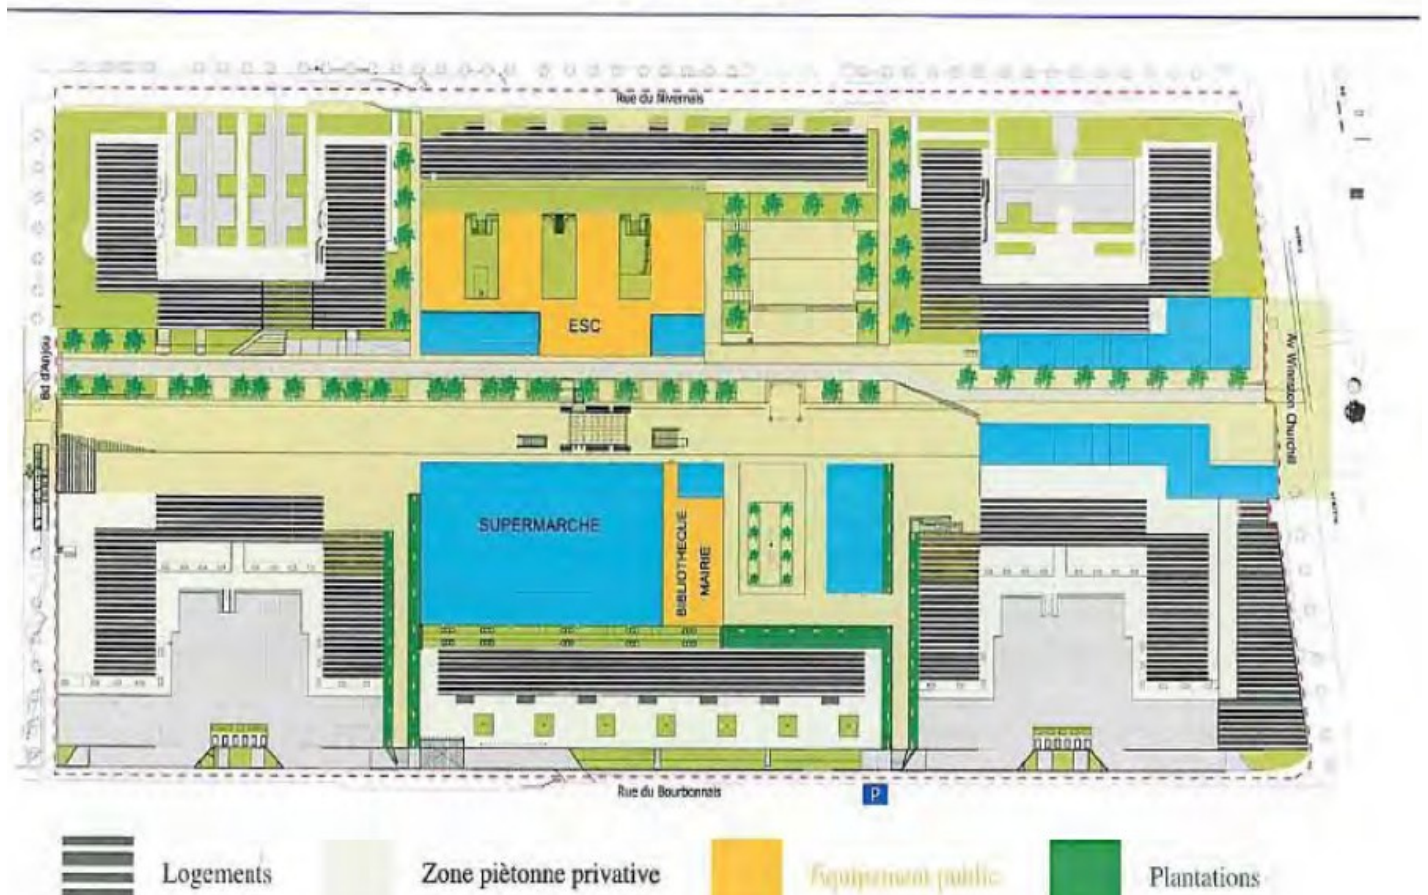 Rue du Nivernais
ESC
Bd d'Anjou
Av Winston Churchill
SUPERMARCHE
BIBLIOTHEQUE
MAIRIE
Rue du Bourbonnais
P
Logements
Zone piètonne privative
Equipement public
Plantations